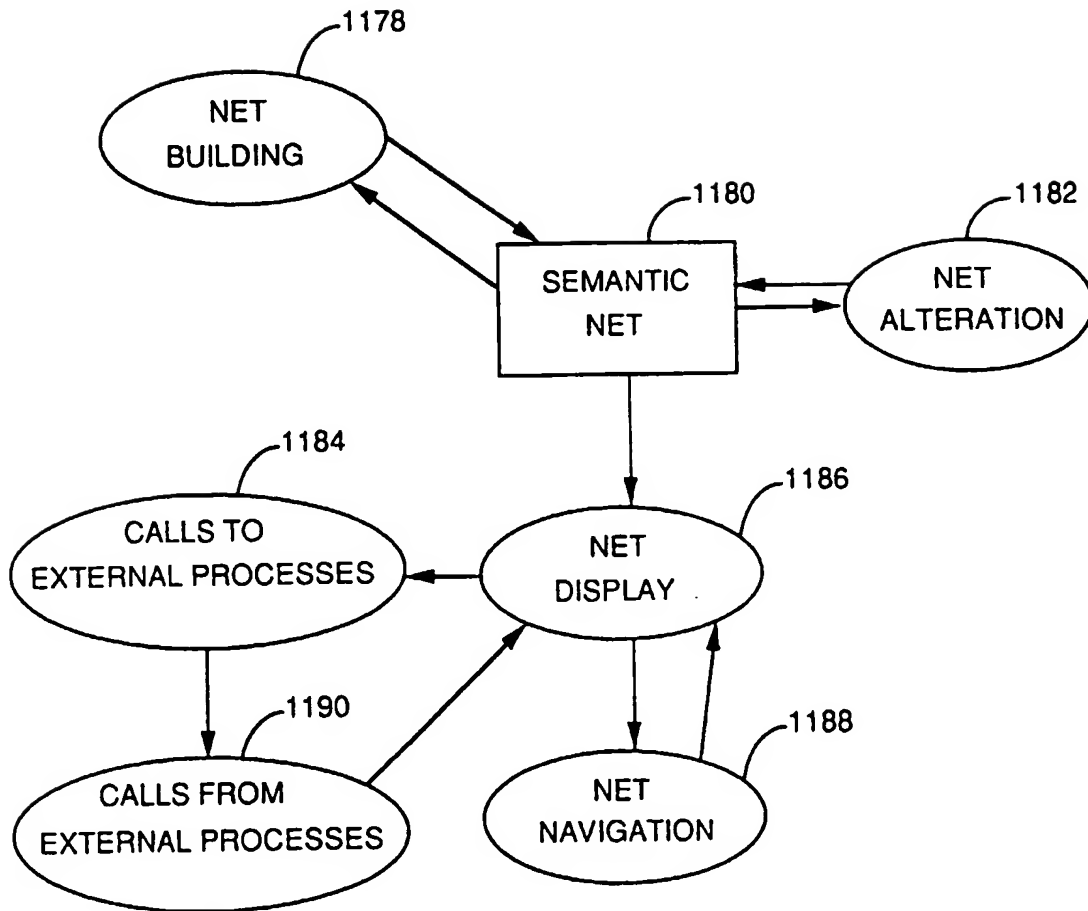 1178
NET
BUILDING
1180
SEMANTIC
NET
1182
NET
ALTERATION
1184
CALLS TO
EXTERNAL PROCESSES
1186
NET
DISPLAY
1190
CALLS FROM
EXTERNAL PROCESSES
1188
NET
NAVIGATION